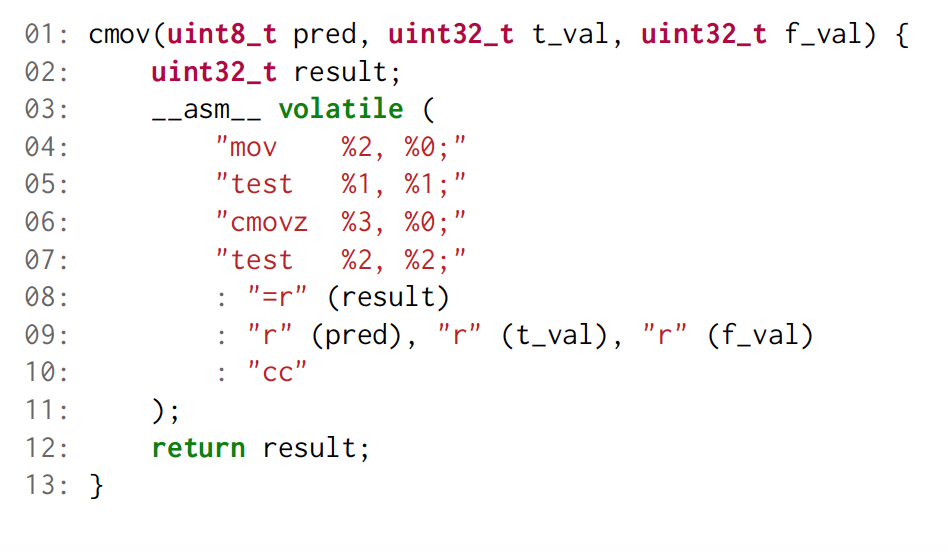 01: cmov(uint8_t pred, uint32_t t_val, uint32_t f_val) {
02:     uint32_t result;
03:     __asm__ volatile (
04:         "mov    %2, %0;"
05:         "test   %1, %1;"
06:         "cmovz  %3, %0;"
07:         "test   %2, %2;"
08:         : "=r" (result)
09:         : "r" (pred), "r" (t_val), "r" (f_val)
10:         : "cc"
11:     );
12:     return result;
13: }